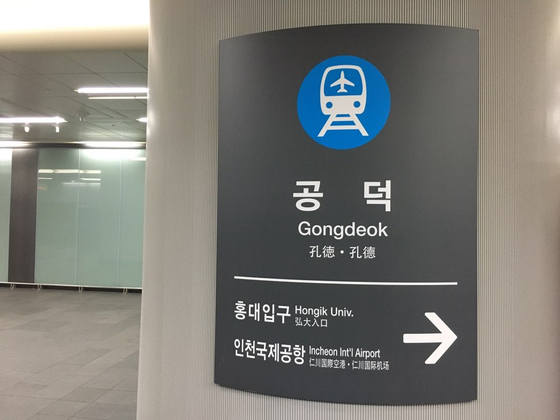 공 덕
Gongdeok
孔徳・孔德
홍대입구 Hongik Univ.
弘大入口
인천국제공항 Incheon Int'l Airport
仁川国際空港・仁川国际机场